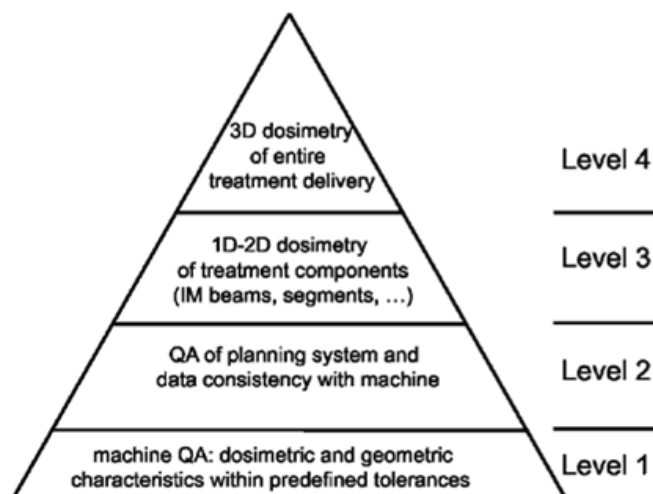 3D dosimetry
of entire
treatment delivery
Level 4
1D-2D dosimetry
of treatment components
(IM beams, segments, ...)
Level 3
QA of planning system and
data consistency with machine
Level 2
machine QA: dosimetric and geometric
characteristics within predefined tolerances
Level 1